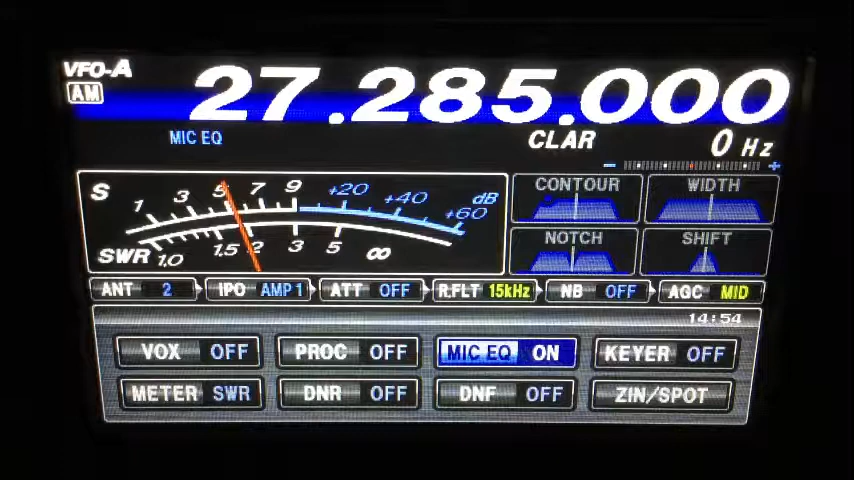 VFO-A
AM
27.285.000
MIC EQ
CLAR 0 Hz
- +
S 1 3 5 7 9 +20 +40 +60 dB
SWR 1.0 1.5 2 3 5 ∞
CONTOUR WIDTH
NOTCH SHIFT
ANT 2 IPO AMP 1 ATT OFF R.FLT 15kHz NB OFF AGC MID
14:54
VOX OFF PROC OFF MIC EQ ON KEYER OFF
METER SWR DNR OFF DNF OFF ZIN/SPOT